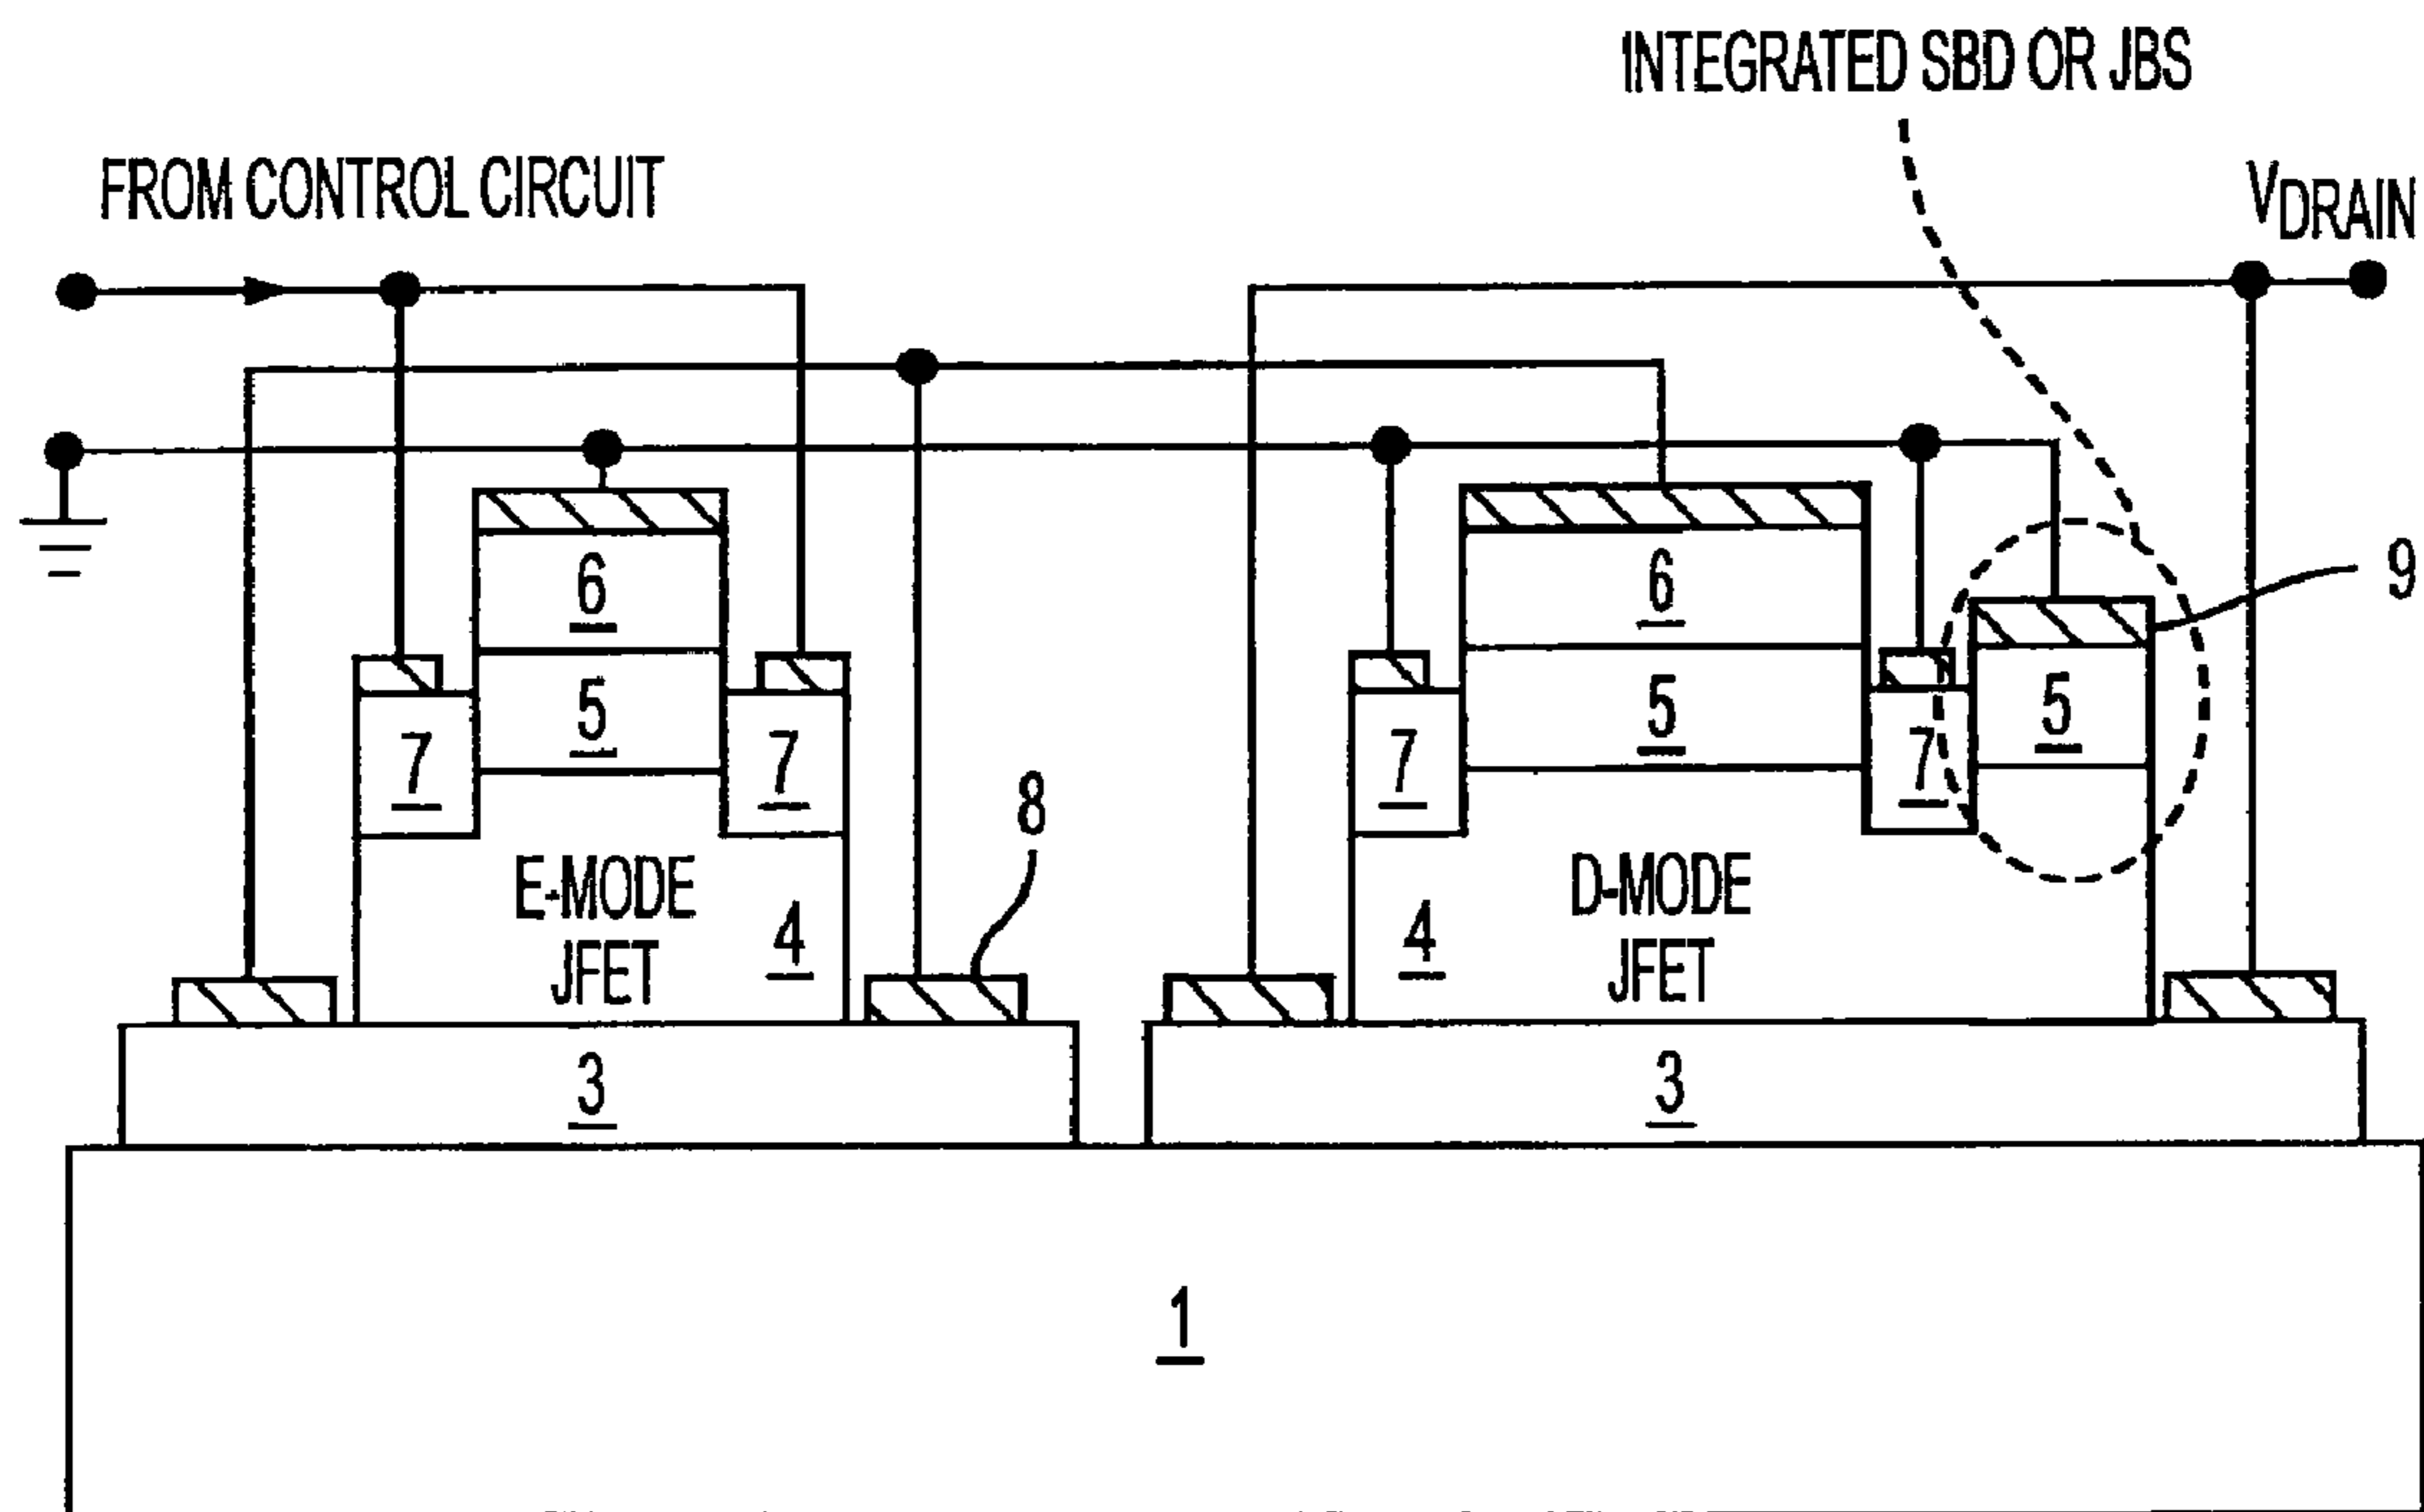 INTEGRATED SBD OR JBS
FROM CONTROL CIRCUIT
VDRAIN
6
6
9
5
5
5
7
7
7
7
8
E-MODE
JFET
4
4
D-MODE
JFET
3
3
1